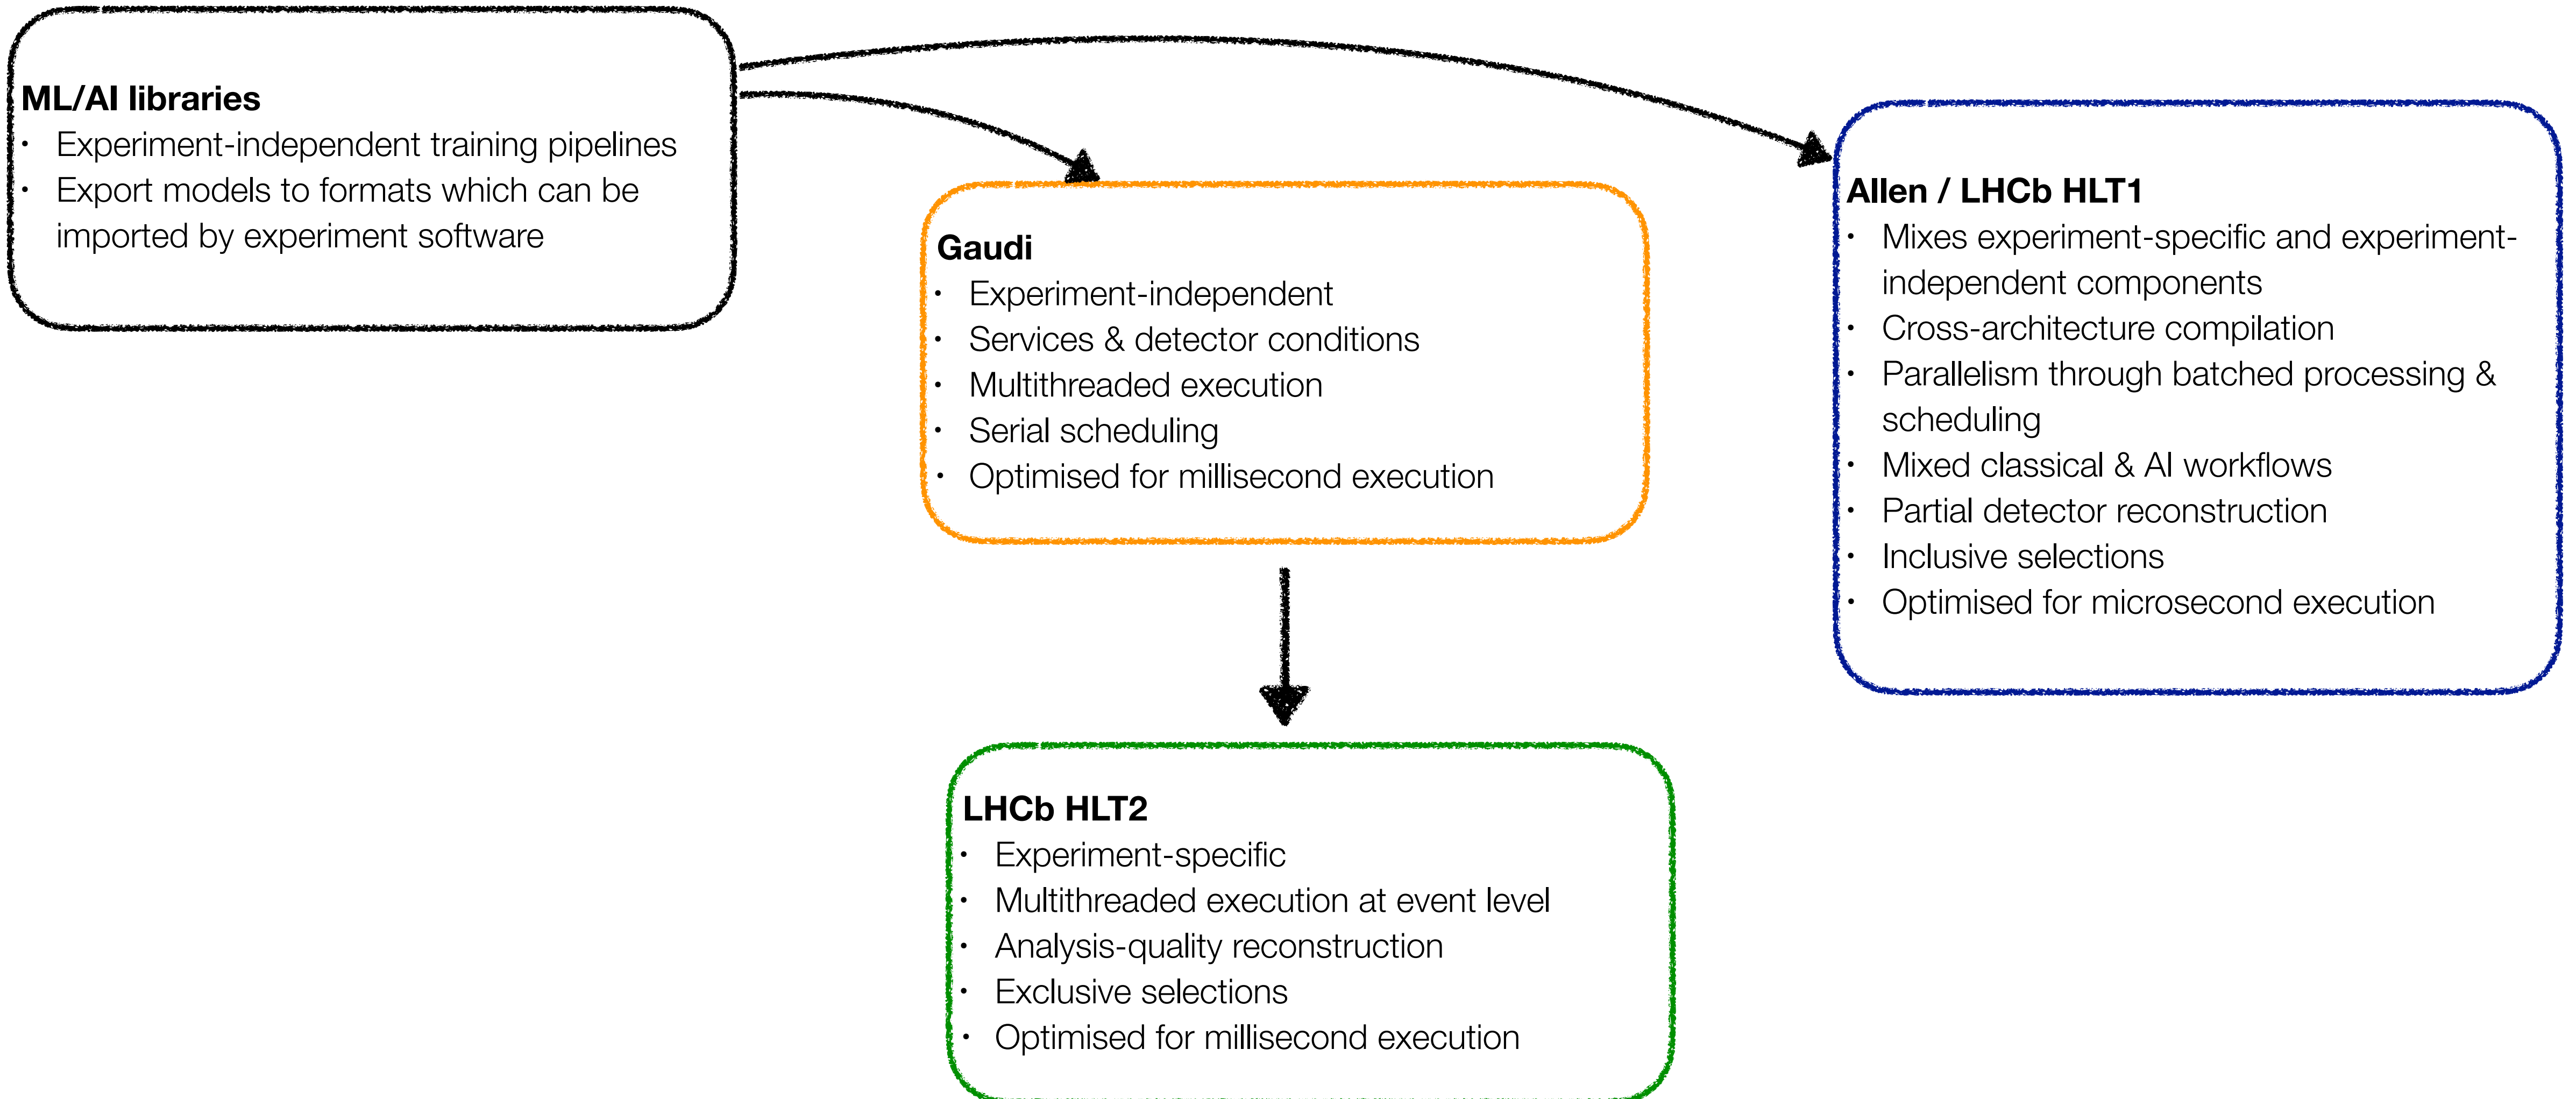 ML/AI libraries
• Experiment-independent training pipelines
• Export models to formats which can be
imported by experiment software
Gaudi
• Experiment-independent
• Services & detector conditions
• Multithreaded execution
• Serial scheduling
• Optimised for millisecond execution
Allen / LHCb HLT1
• Mixes experiment-specific and experiment-
independent components
• Cross-architecture compilation
• Parallelism through batched processing &
scheduling
• Mixed classical & AI workflows
• Partial detector reconstruction
• Inclusive selections
• Optimised for microsecond execution
LHCb HLT2
• Experiment-specific
• Multithreaded execution at event level
• Analysis-quality reconstruction
• Exclusive selections
• Optimised for millisecond execution